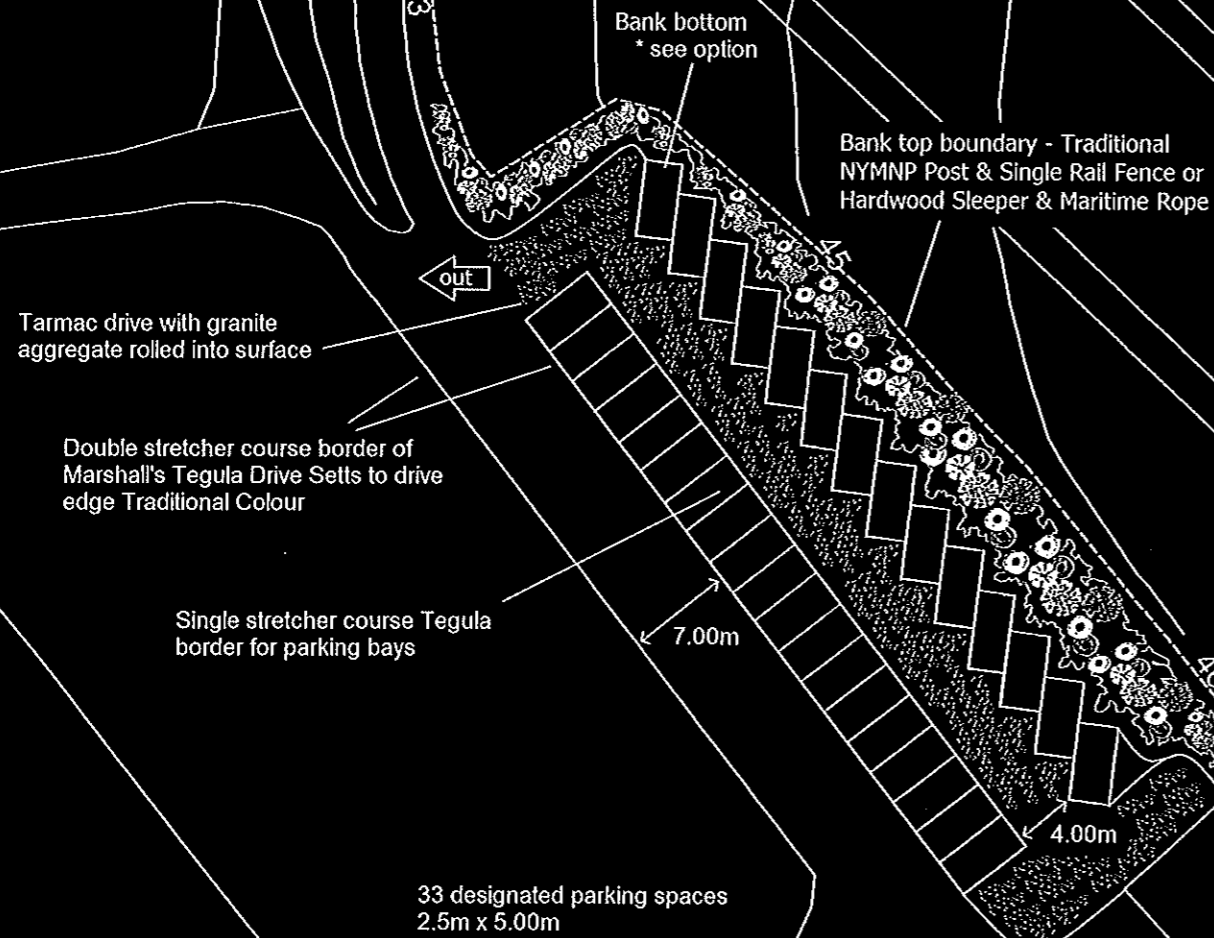 3
Bank bottom
* see option
Bank top boundary - Traditional
NYMNP Post & Single Rail Fence or
Hardwood Sleeper & Maritime Rope
45
out
Tarmac drive with granite
aggregate rolled into surface
Double stretcher course border of
Marshall's Tegula Drive Setts to drive
edge Traditional Colour
Single stretcher course Tegula
border for parking bays
7.00m
4.00m
33 designated parking spaces
2.5m x 5.00m